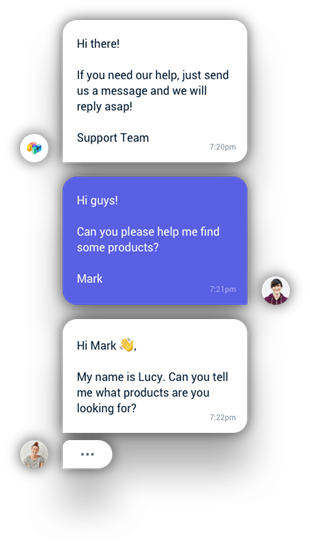 Hi there!
If you need our help, just send
us a message and we will
reply asap!
Support Team
7:20pm
Hi guys!
Can you please help me find
some products?
Mark
7:21pm
Hi Mark 👋,
My name is Lucy. Can you tell
me what products are you
looking for?
7:22pm